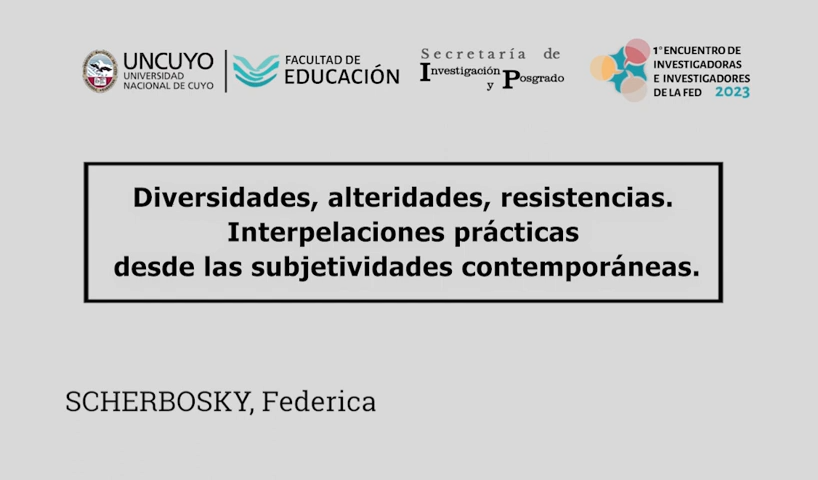 UNCUYO
UNIVERSIDAD
NACIONAL DE CUYO
FACULTAD DE
EDUCACIÓN
Secretaría de
Investigación
y Posgrado
1° ENCUENTRO DE
INVESTIGADORAS
E INVESTIGADORES
DE LA FED 2023
Diversidades, alteridades, resistencias.
Interpelaciones prácticas
desde las subjetividades contemporáneas.
SCHERBOSKY, Federica